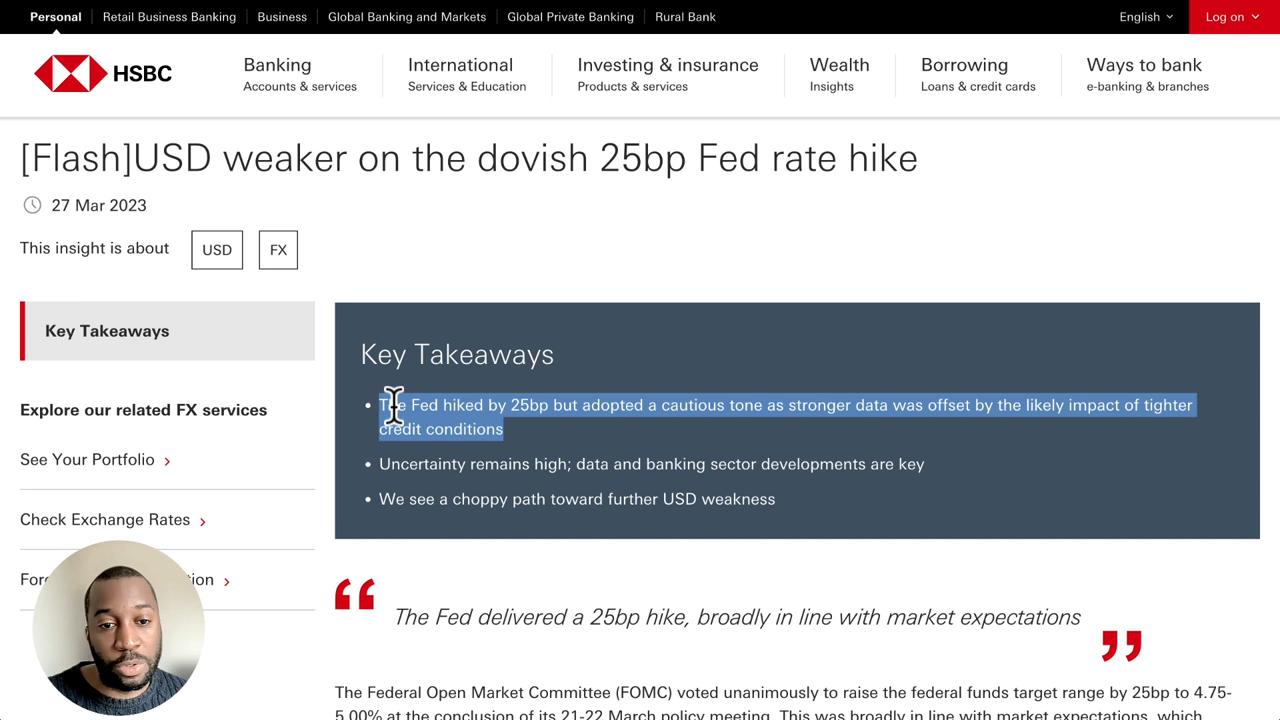 Personal
Retail Business Banking
Business
Global Banking and Markets
Global Private Banking
Rural Bank
English
Log on
HSBC
Banking
Accounts & services
International
Services & Education
Investing & insurance
Products & services
Wealth
Insights
Borrowing
Loans & credit cards
Ways to bank
e-banking & branches
[Flash]USD weaker on the dovish 25bp Fed rate hike
27 Mar 2023
This insight is about
USD
FX
Key Takeaways
Explore our related FX services
See Your Portfolio
Check Exchange Rates
Key Takeaways
• The Fed hiked by 25bp but adopted a cautious tone as stronger data was offset by the likely impact of tighter
credit conditions
• Uncertainty remains high; data and banking sector developments are key
• We see a choppy path toward further USD weakness
“ The Fed delivered a 25bp hike, broadly in line with market expectations ”
The Federal Open Market Committee (FOMC) voted unanimously to raise the federal funds target range by 25bp to 4.75-
5.00% at the conclusion of its 21-22 March policy meeting. This was broadly in line with market expectations, which